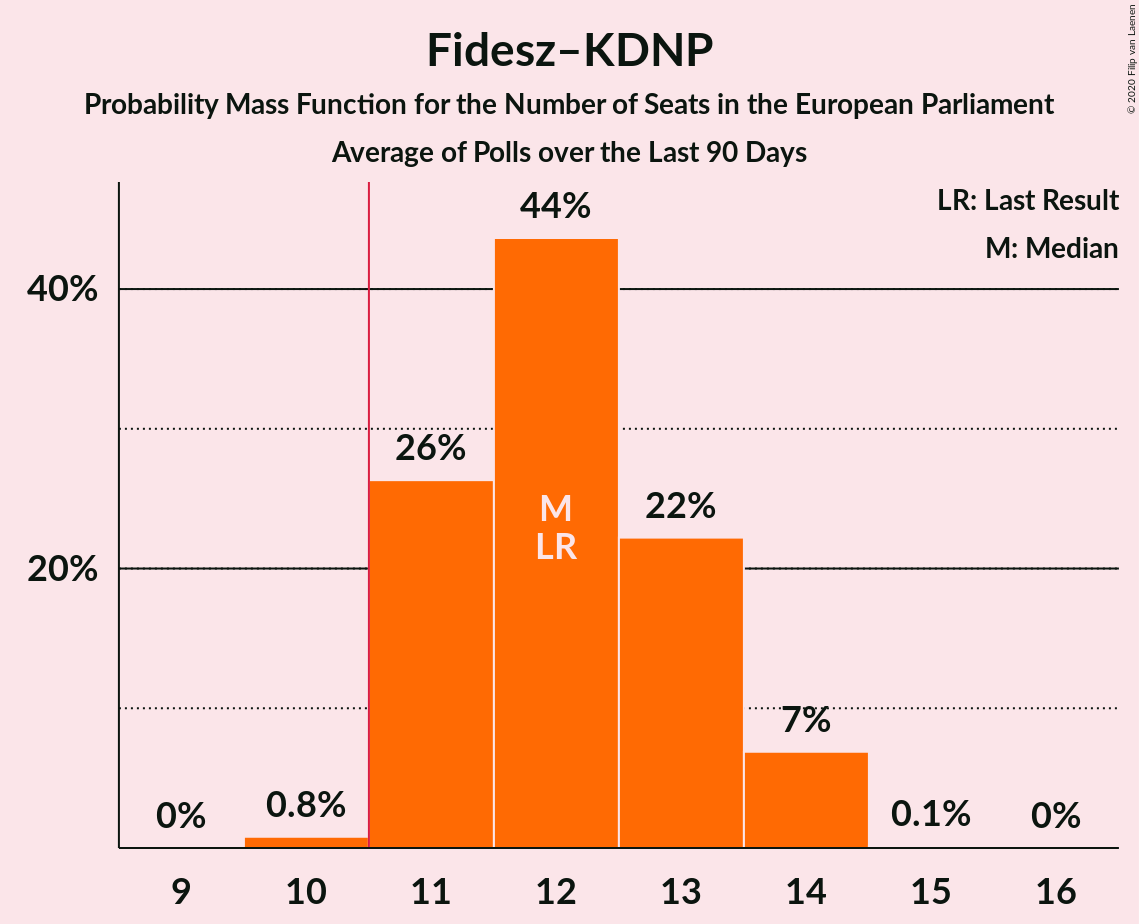 Fidesz–KDNP
Probability Mass Function for the Number of Seats in the European Parliament
Average of Polls over the Last 90 Days
© 2020 Filip van Laenen
LR: Last Result
M: Median
40%
20%
0%
0.8%
26%
44%
M
LR
22%
7%
0.1%
0%
9 10 11 12 13 14 15 16